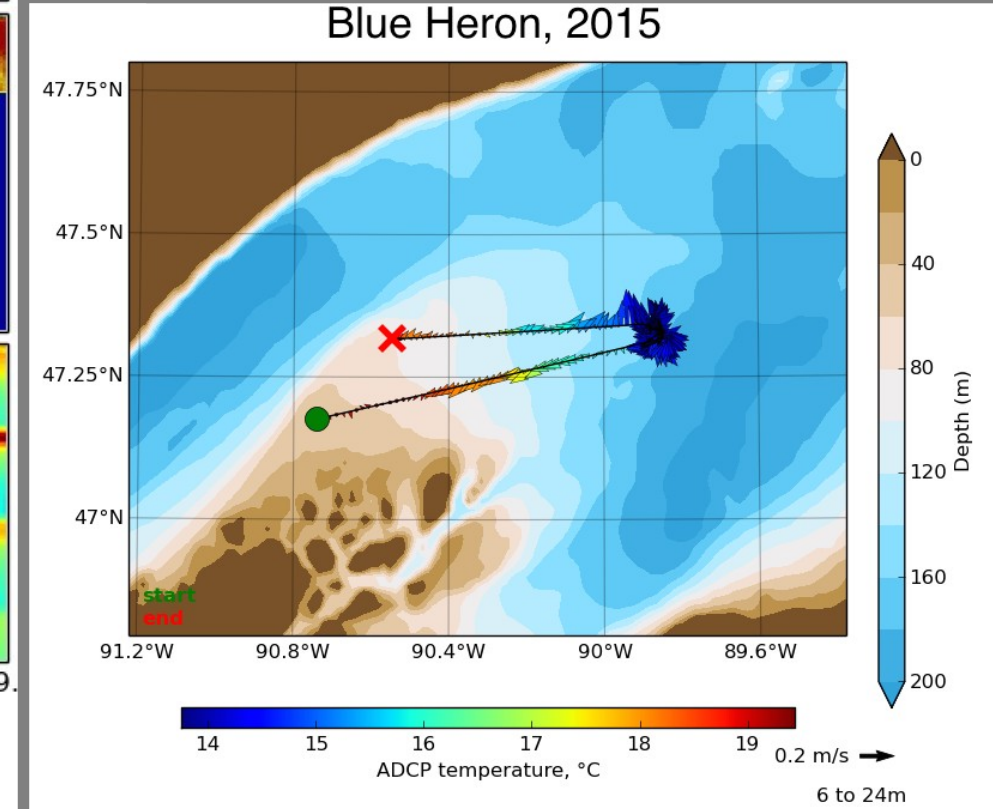 Blue Heron, 2015
47.75°N
47.5°N
47.25°N
47°N
start
end
91.2°W 90.8°W 90.4°W 90°W 89.6°W
0
40
80
120
160
200
Depth (m)
14 15 16 17 18 19
ADCP temperature, °C
0.2 m/s
6 to 24m
9.